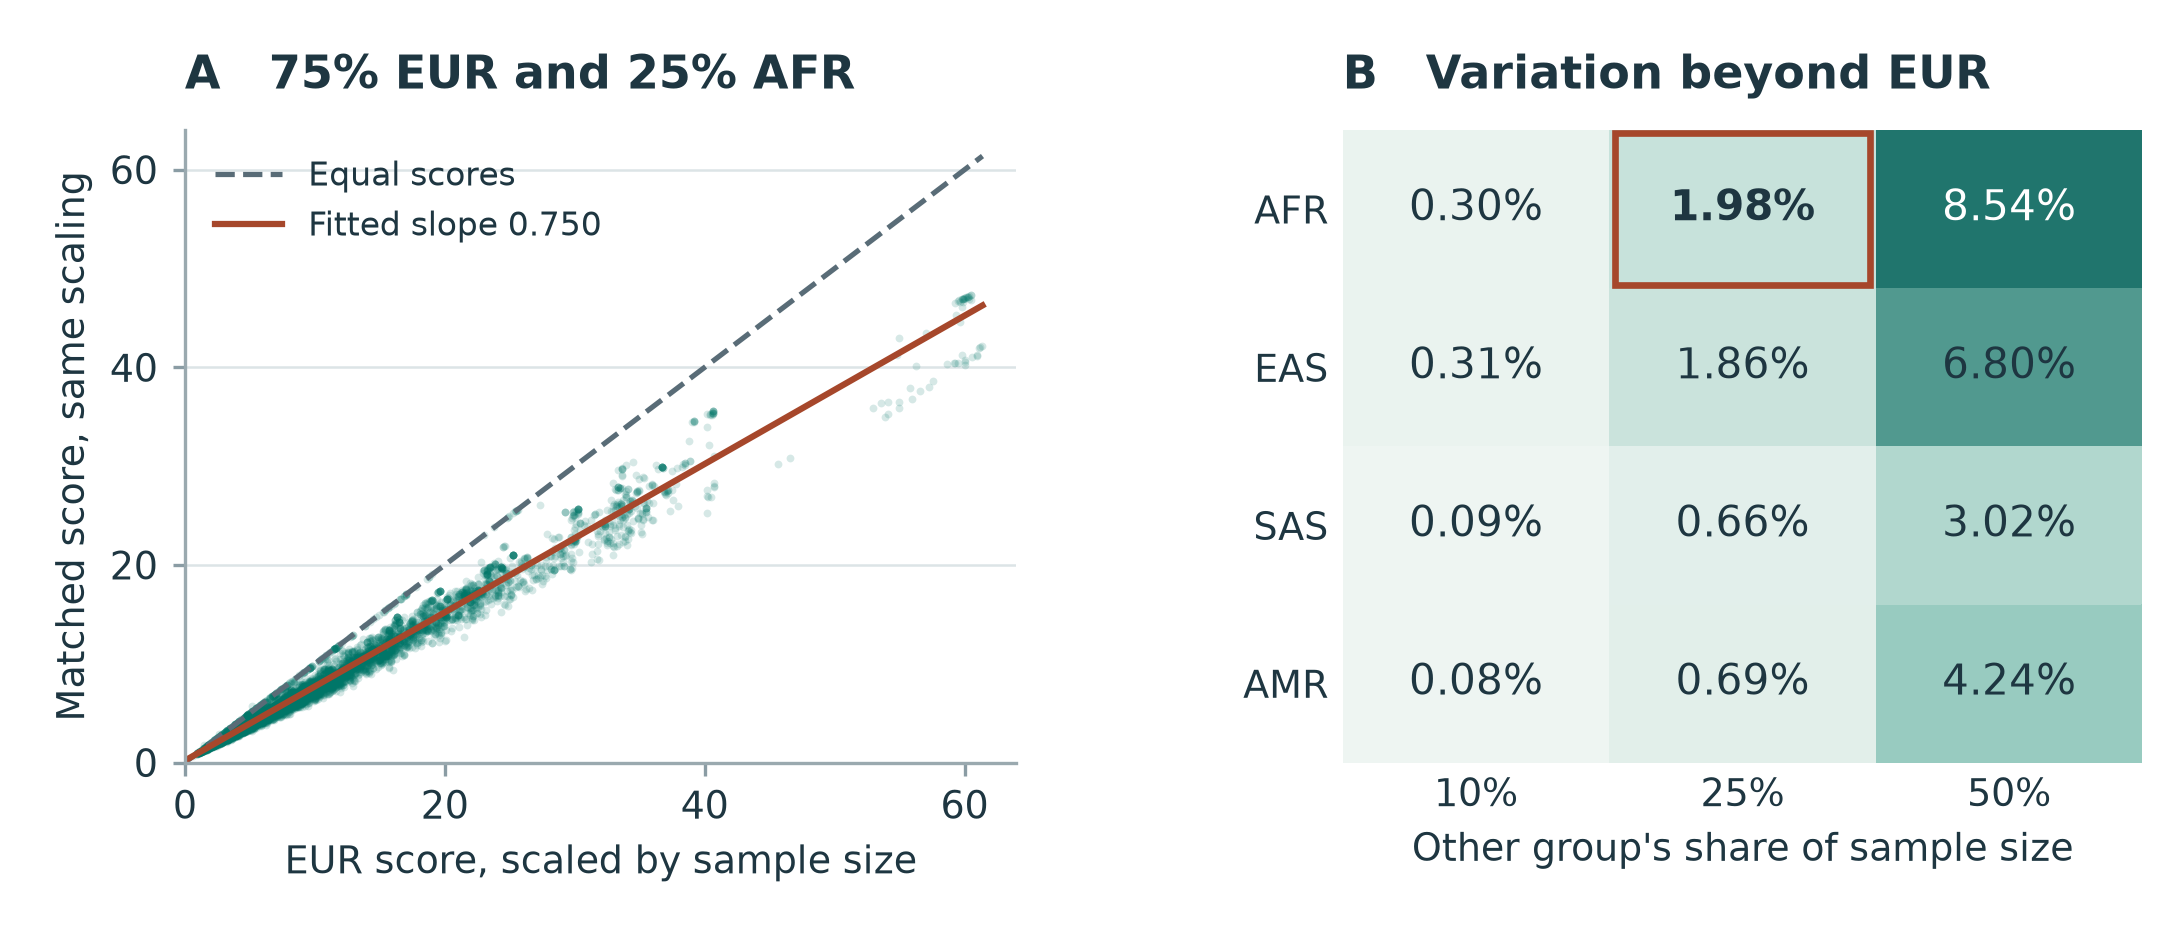 A 75% EUR and 25% AFR
Matched score, same scaling
60
40
20
0
Equal scores
Fitted slope 0.750
0 20 40 60
EUR score, scaled by sample size
B Variation beyond EUR
AFR 0.30% 1.98% 8.54%
EAS 0.31% 1.86% 6.80%
SAS 0.09% 0.66% 3.02%
AMR 0.08% 0.69% 4.24%
10% 25% 50%
Other group's share of sample size